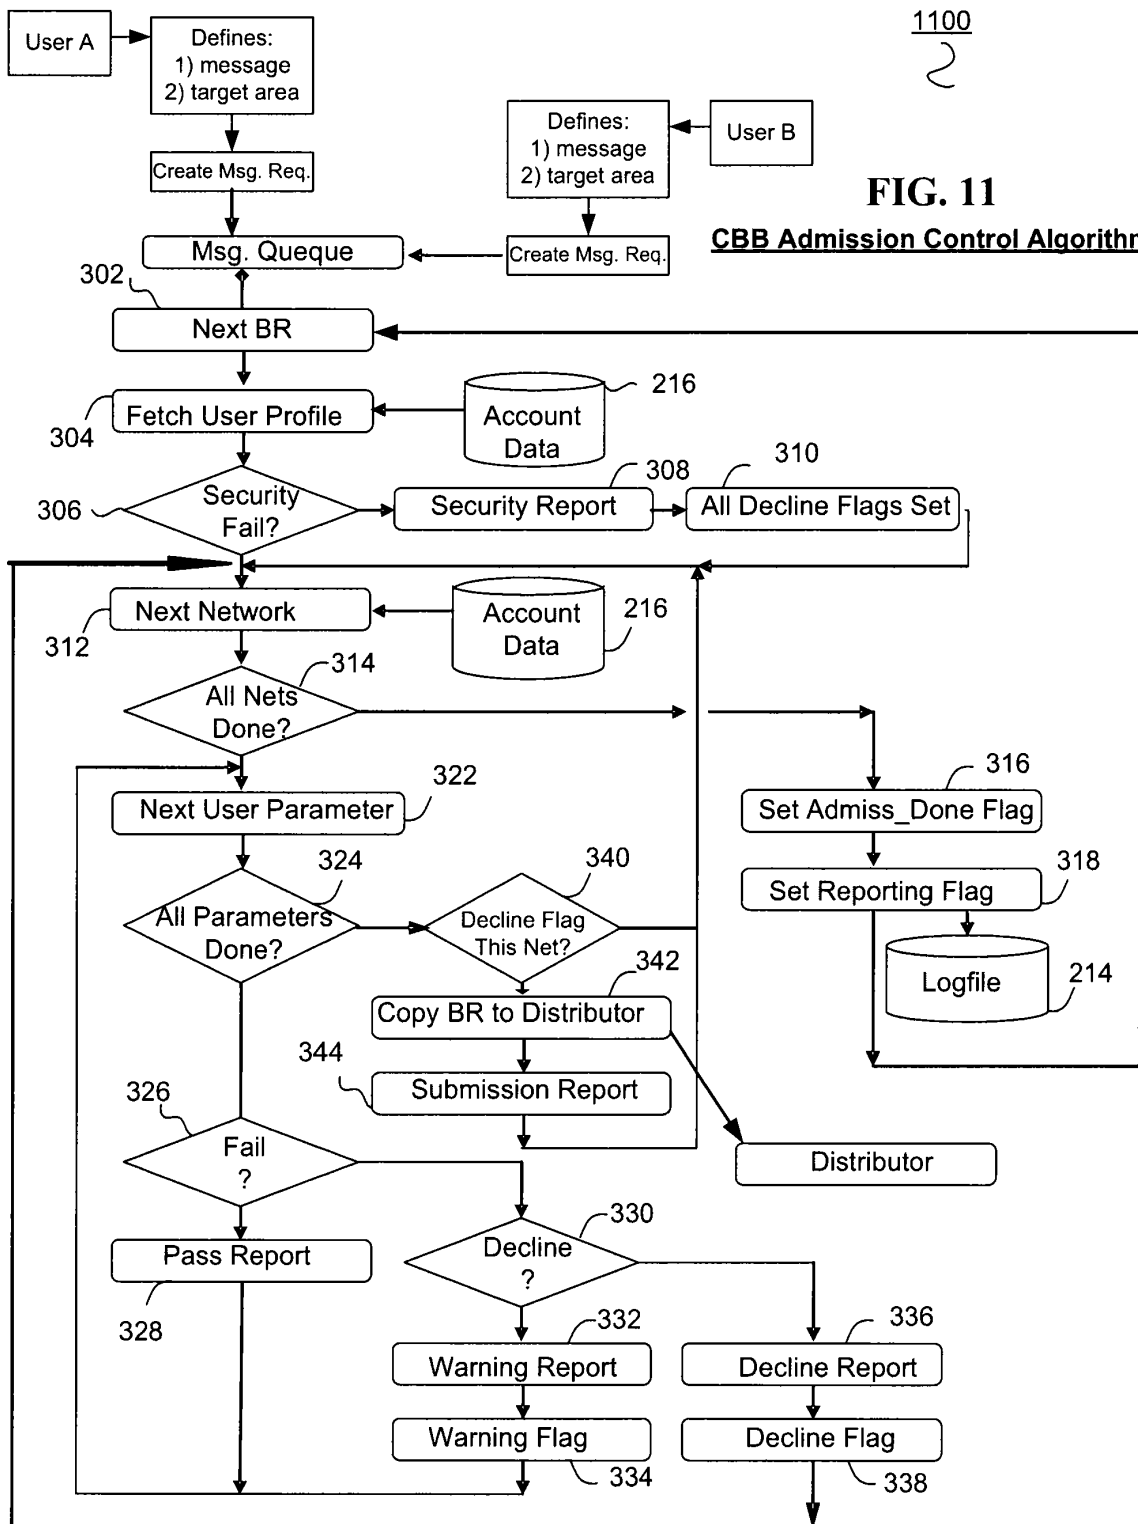 User A
Defines:
1) message
2) target area
1100
Defines:
1) message
2) target area
User B
Create Msg. Req.
FIG. 11
CBB Admission Control Algorithm
Msg. Queque
Create Msg. Req.
302
Next BR
216
304
Fetch User Profile
Account
Data
306
Security
Fail?
308
Security Report
310
All Decline Flags Set
312
Next Network
Account
Data
216
314
All Nets
Done?
322
Next User Parameter
316
Set Admiss_Done Flag
324
All Parameters
Done?
340
Decline Flag
This Net?
318
Set Reporting Flag
342
Copy BR to Distributor
Logfile
214
344
Submission Report
326
Fail
?
Distributor
330
Decline
?
Pass Report
328
332
Warning Report
336
Decline Report
Warning Flag
334
Decline Flag
338